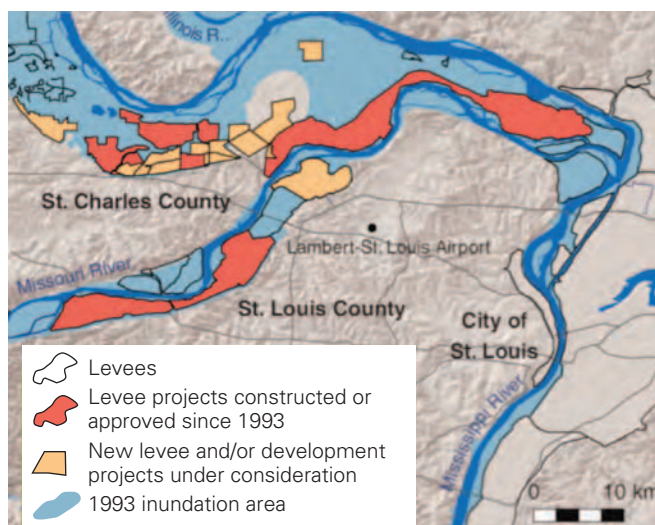 Illinois R..
St. Charles County
Lambert-St. Louis Airport
Missouri River
St. Louis County
City of
St. Louis
Mississippi River
Levees
Levee projects constructed or
approved since 1993
New levee and/or development
projects under consideration
1993 inundation area
0 10 km